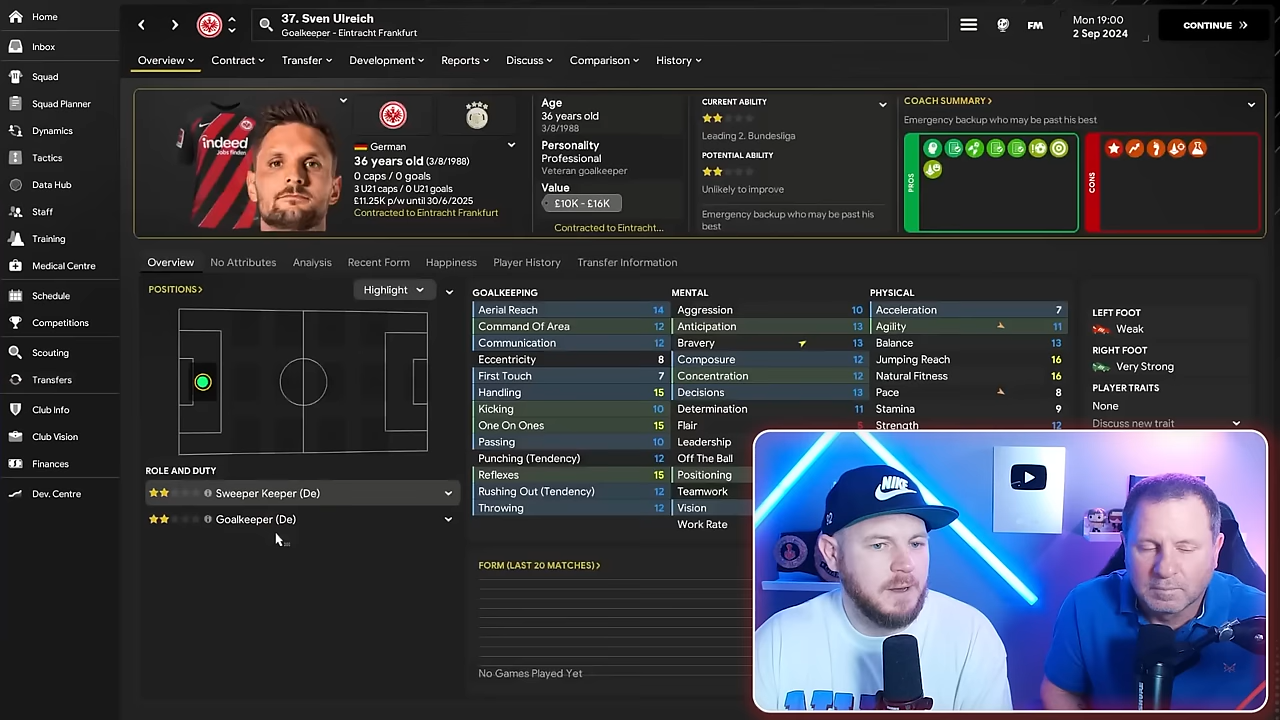 Home
Inbox
Squad
Squad Planner
Dynamics
Tactics
Data Hub
Staff
Training
Medical Centre
Schedule
Competitions
Scouting
Transfers
Club Info
Club Vision
Finances
Dev. Centre
37. Sven Ulreich
Goalkeeper - Eintracht Frankfurt
FM
Mon 19:00
2 Sep 2024
CONTINUE
Overview
Contract
Transfer
Development
Reports
Discuss
Comparison
History
indeed
German
36 years old (3/8/1988)
0 caps / 0 goals
3 U21 caps / 0 U21 goals
£11.25K p/w until 30/6/2025
Contracted to Eintracht Frankfurt
Age
36 years old
3/8/1988
Personality
Professional
Veteran goalkeeper
Value
£10K - £16K
Contracted to Eintracht...
CURRENT ABILITY
Leading 2. Bundesliga
POTENTIAL ABILITY
Unlikely to improve
Emergency backup who may be past his
best
COACH SUMMARY >
Emergency backup who may be past his best
PROS
CONS
Overview
No Attributes
Analysis
Recent Form
Happiness
Player History
Transfer Information
POSITIONS >
Highlight
ROLE AND DUTY
Sweeper Keeper (De)
Goalkeeper (De)
GOALKEEPING
Aerial Reach 14
Command Of Area 12
Communication 12
Eccentricity 8
First Touch 7
Handling 15
Kicking 10
One On Ones 15
Passing 10
Punching (Tendency) 12
Reflexes 15
Rushing Out (Tendency) 12
Throwing 12
MENTAL
Aggression 10
Anticipation 13
Bravery 13
Composure 12
Concentration 12
Decisions 13
Determination 11
Flair
Leadership
Off The Ball
Positioning
Teamwork
Vision
Work Rate
PHYSICAL
Acceleration 7
Agility 11
Balance 13
Jumping Reach 16
Natural Fitness 16
Pace 8
Stamina 9
Strength 12
LEFT FOOT
Weak
RIGHT FOOT
Very Strong
PLAYER TRAITS
None
Discuss new trait
FORM (LAST 20 MATCHES) >
No Games Played Yet
NIKE